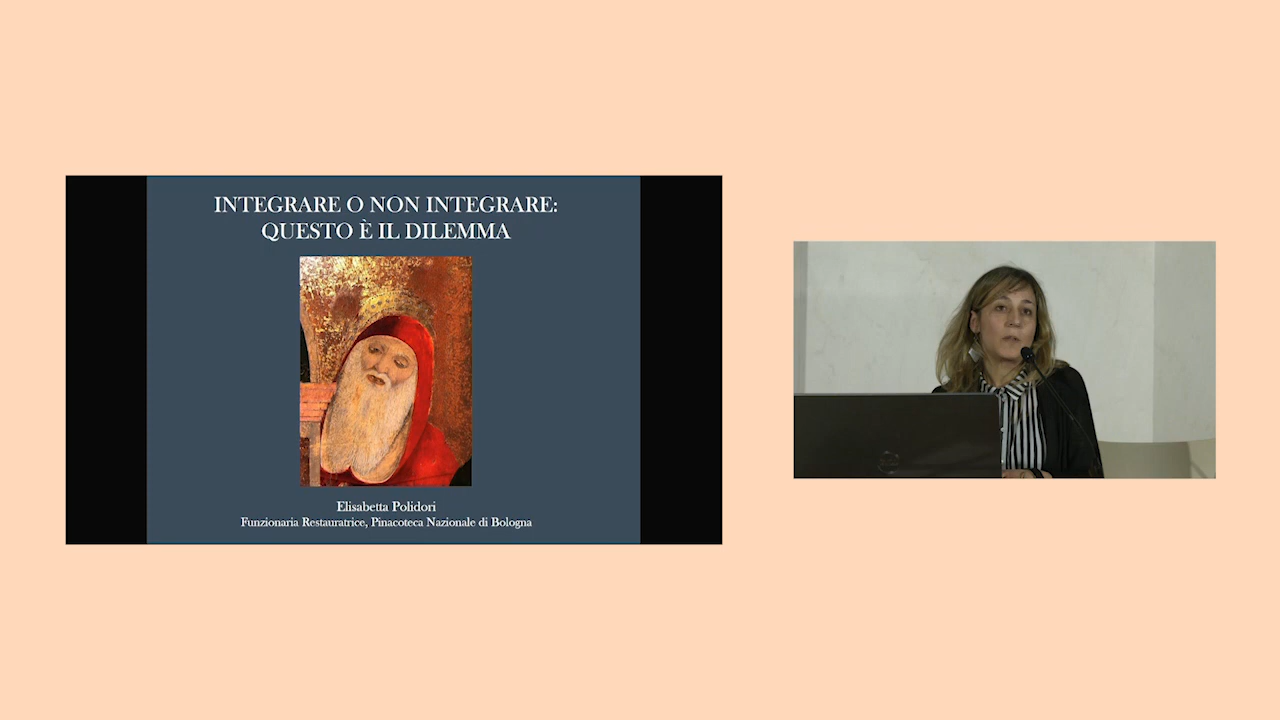 INTEGRARE O NON INTEGRARE:
QUESTO È IL DILEMMA
Elisabetta Polidori
Funzionaria Restauratrice, Pinacoteca Nazionale di Bologna